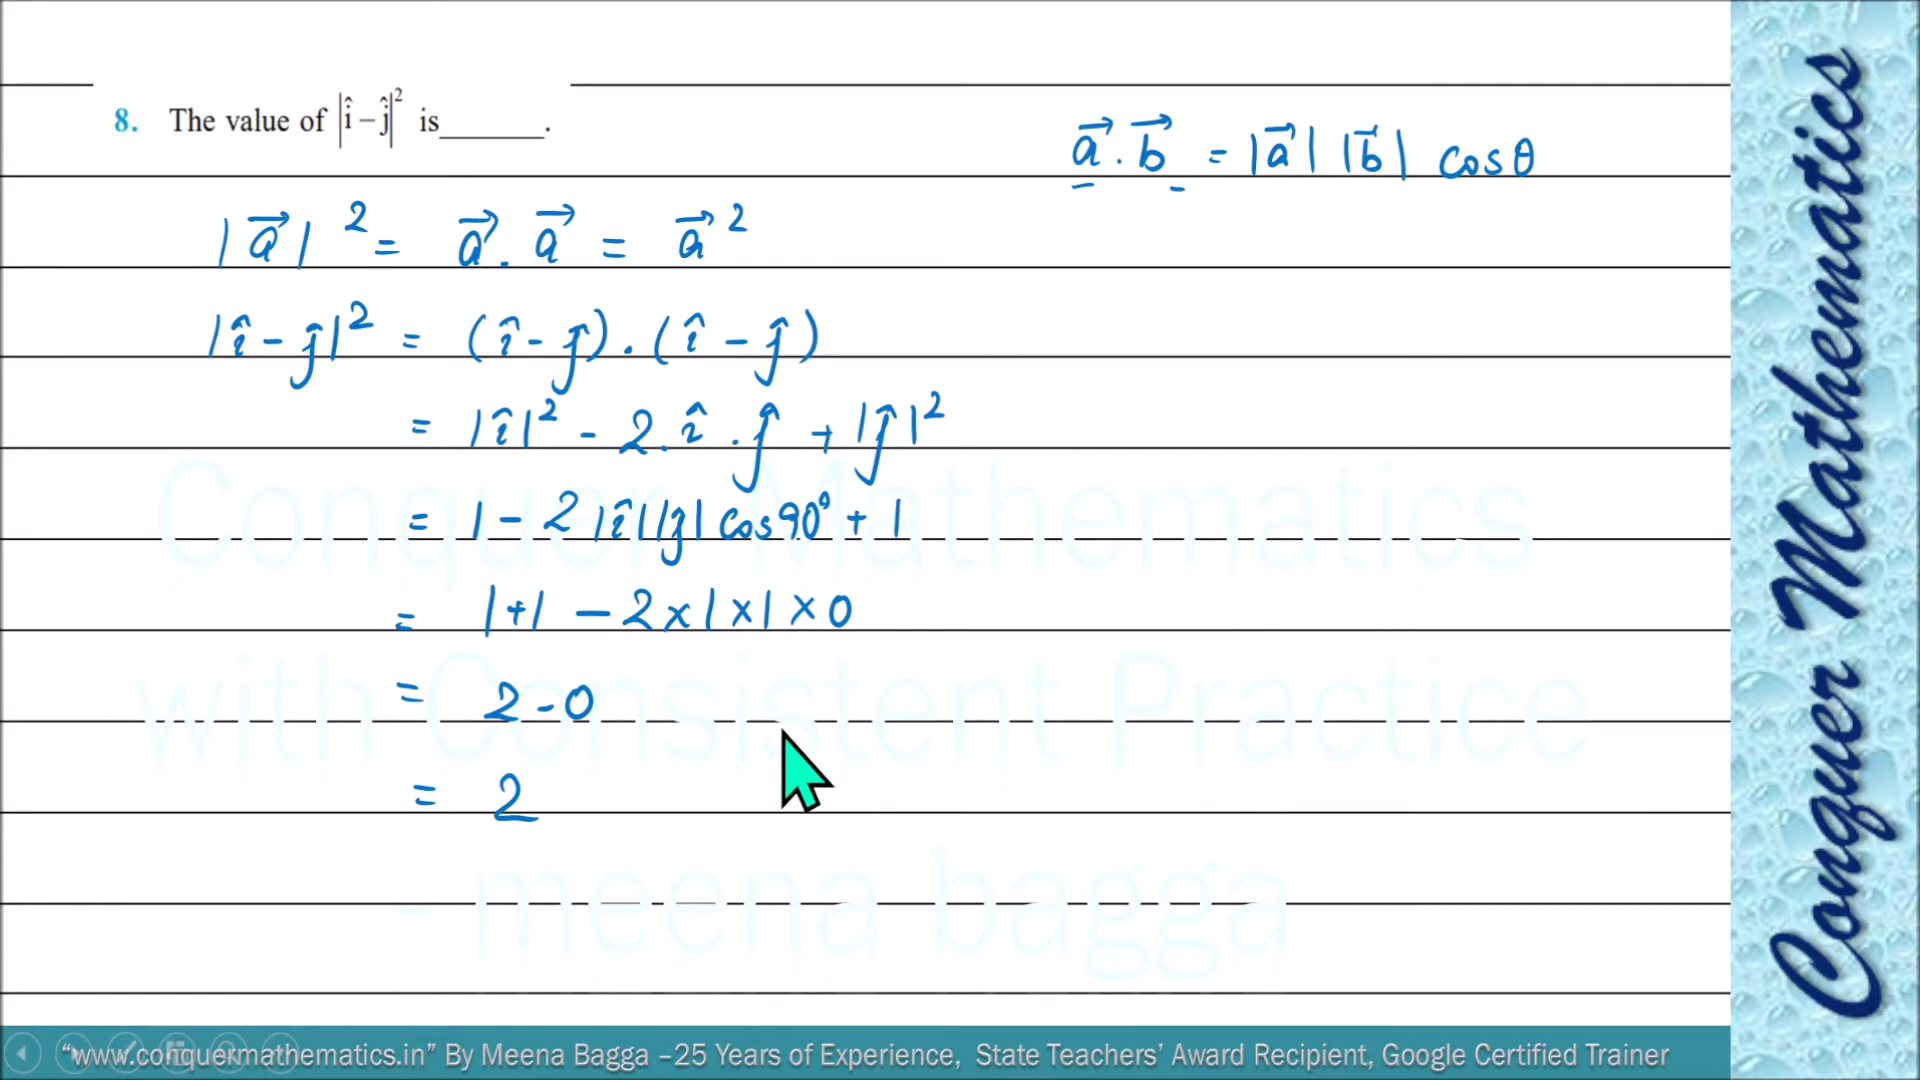 8. The value of |î – ĵ|² is_______.
a⃗ . b⃗ = |a⃗| |b⃗| cosθ
|a⃗|² = a⃗ . a⃗ = a⃗²
|î - ĵ|² = (î - ĵ) . (î - ĵ)
= |î|² - 2 . î . ĵ + |ĵ|²
= 1 - 2 |î||j| cos90° + 1
= 1+1 - 2×1×1×0
= 2-0
= 2
Conquer Mathematics
with Consistent Practice
- meena bagga
"www.conquermathematics.in" By Meena Bagga –25 Years of Experience, State Teachers' Award Recipient, Google Certified Trainer
Conquer Mathematics